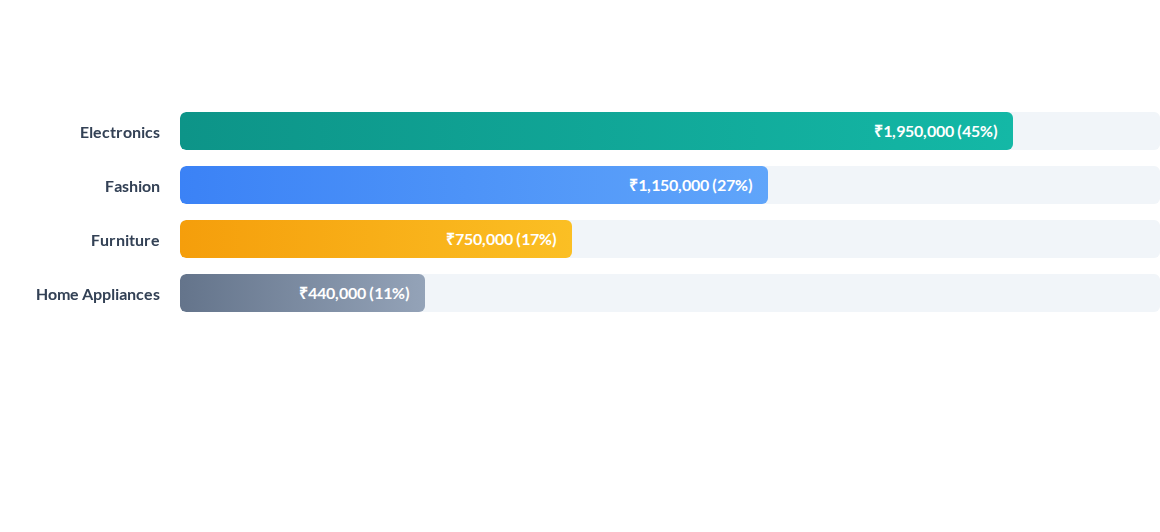 Electronics ₹1,950,000 (45%)
Fashion ₹1,150,000 (27%)
Furniture ₹750,000 (17%)
Home Appliances ₹440,000 (11%)